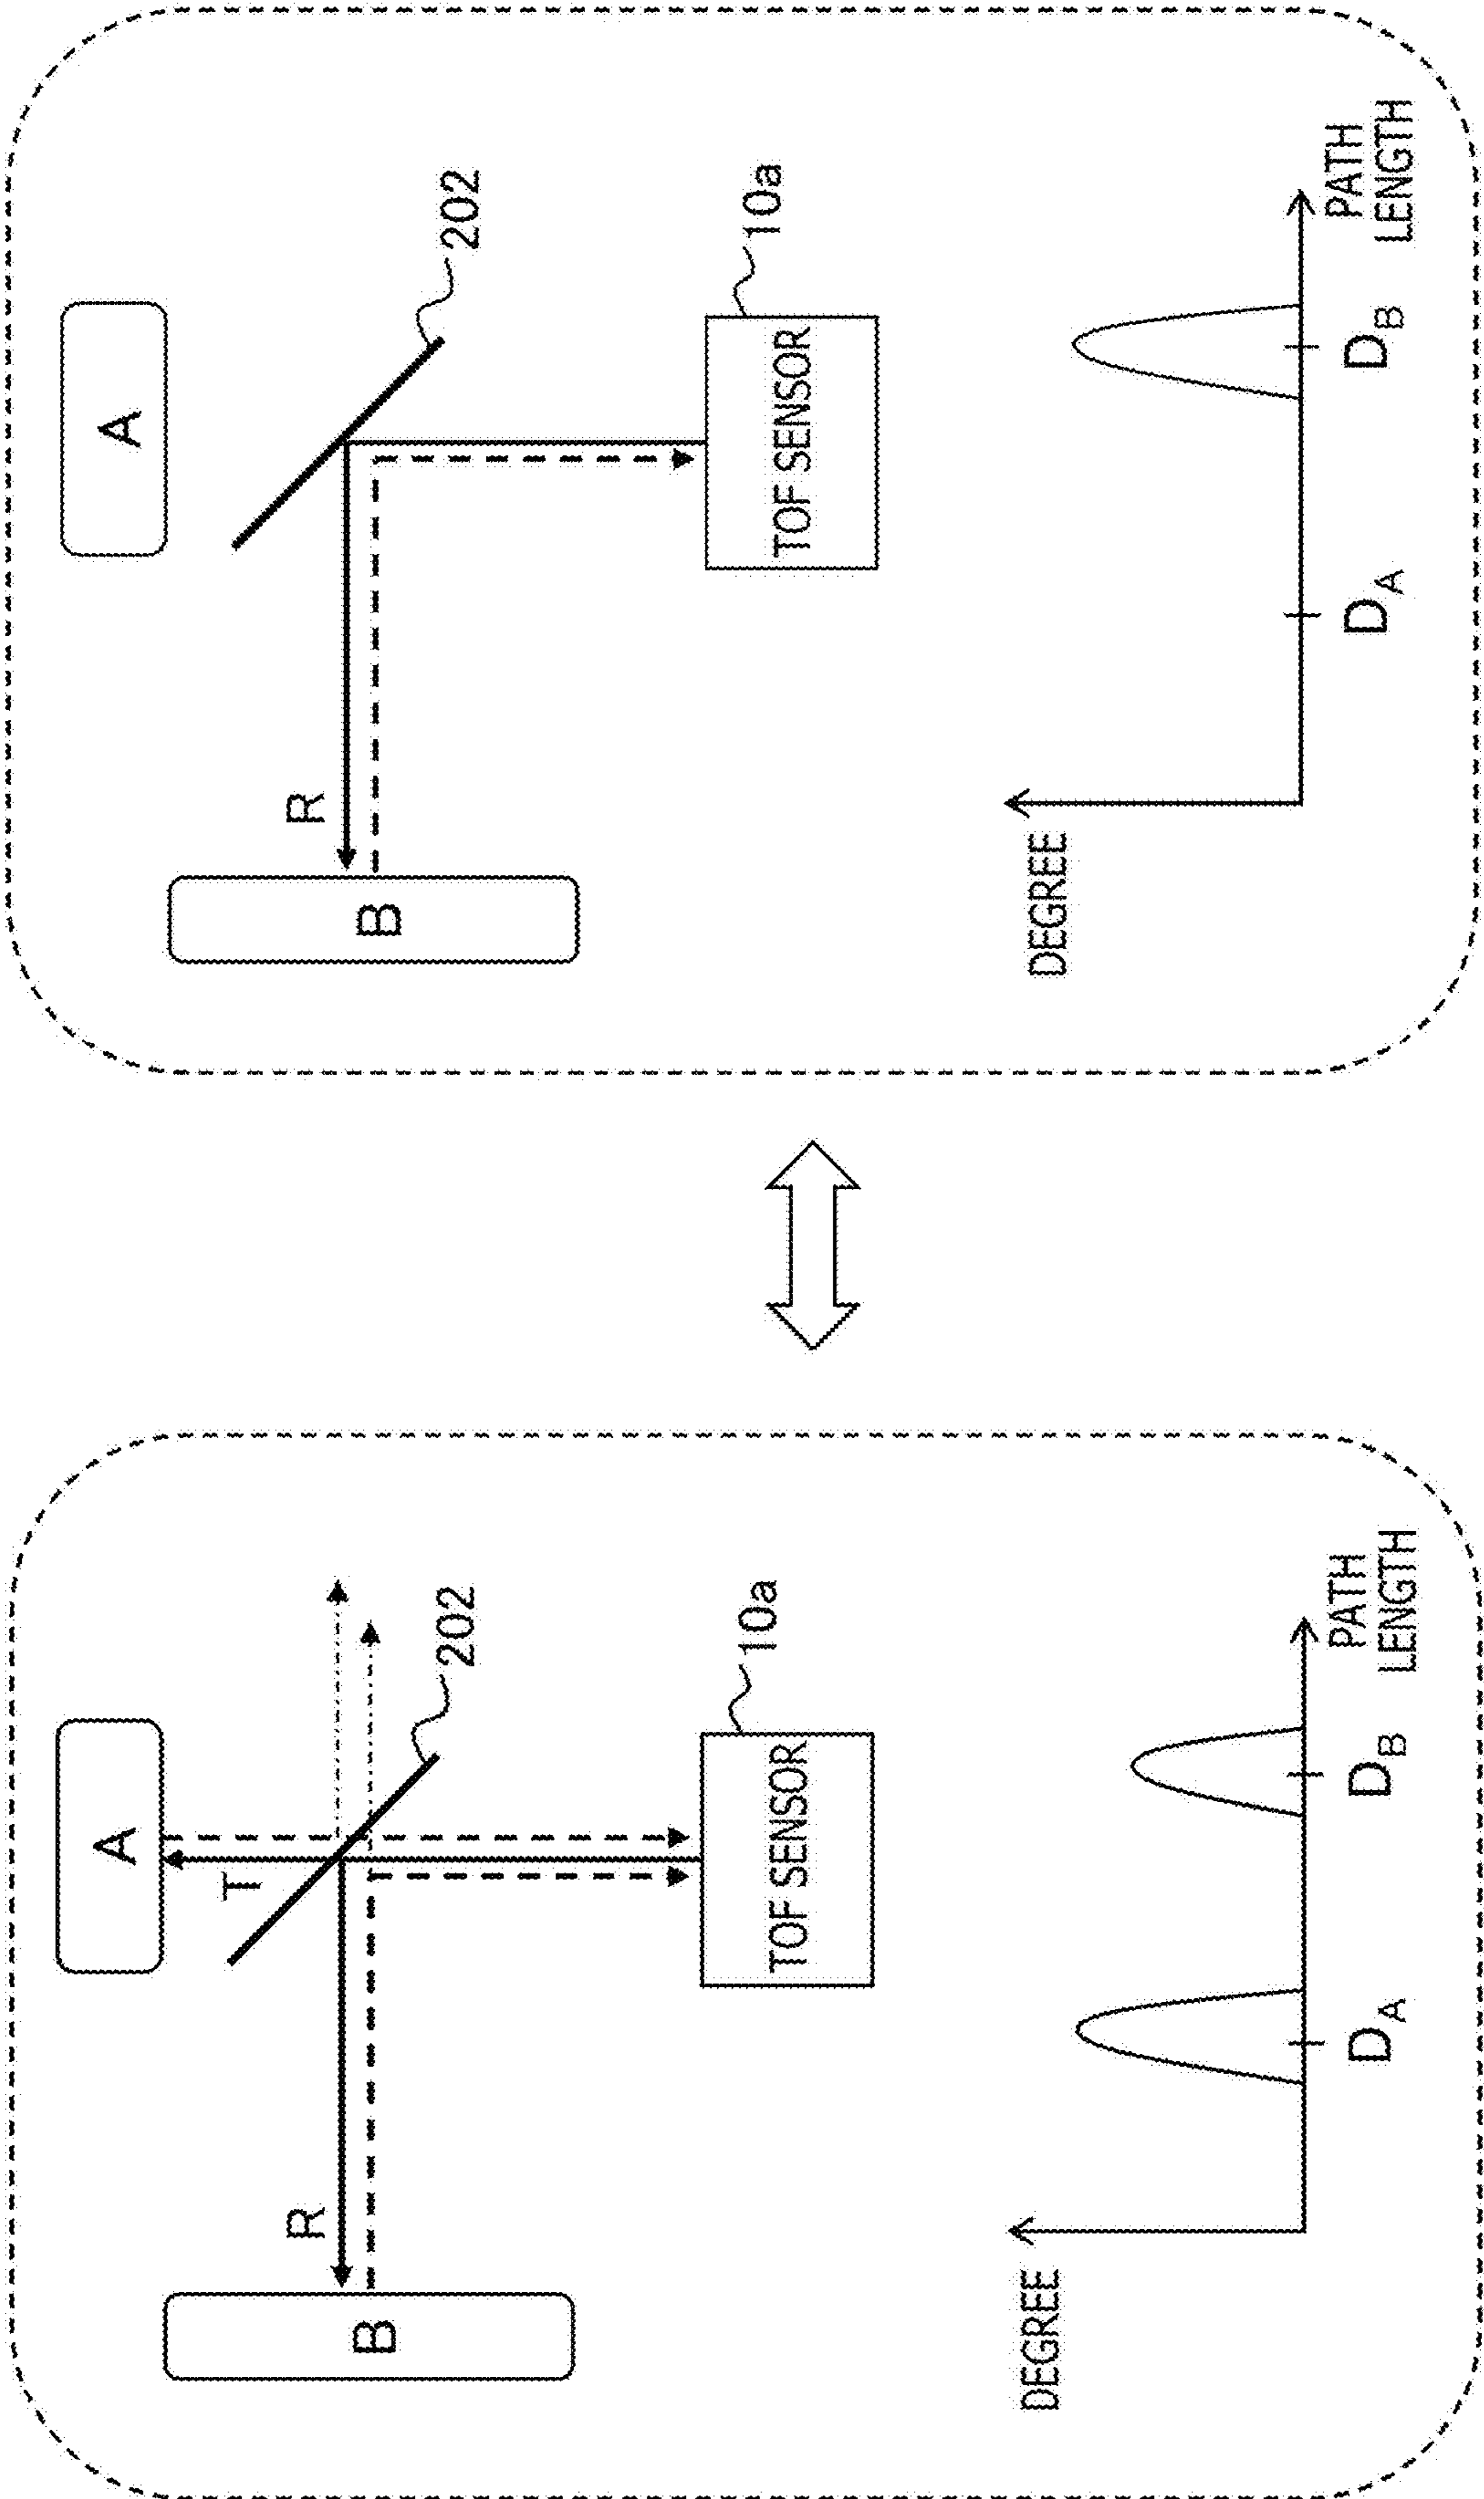 A
T
R
B
202
10a
TOF SENSOR
DEGREE
D_A
D_B
PATH
LENGTH
A
R
B
202
10a
TOF SENSOR
DEGREE
D_A
D_B
PATH
LENGTH